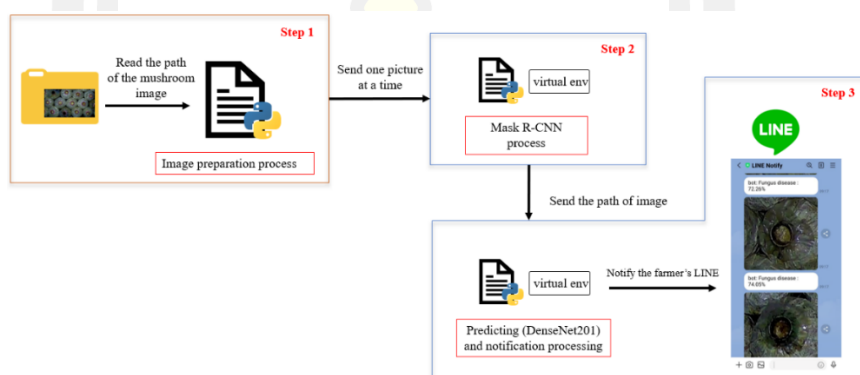 Step 1
Read the path
of the mushroom
image
Image preparation process
Send one picture
at a time
Step 2
virtual env
Mask R-CNN
process
Send the path of image
Step 3
virtual env
Predicting (DenseNet201)
and notification processing
Notify the farmer's LINE
LINE
LINE Notify
bot: Fungus disease :
72.26%
bot: Fungus disease :
74.65%